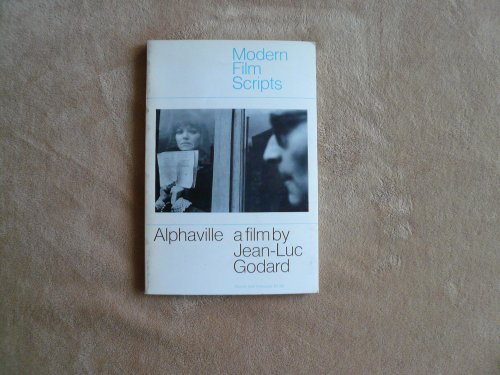 Modern
Film
Scripts
Alphaville
a film by
Jean-Luc
Godard